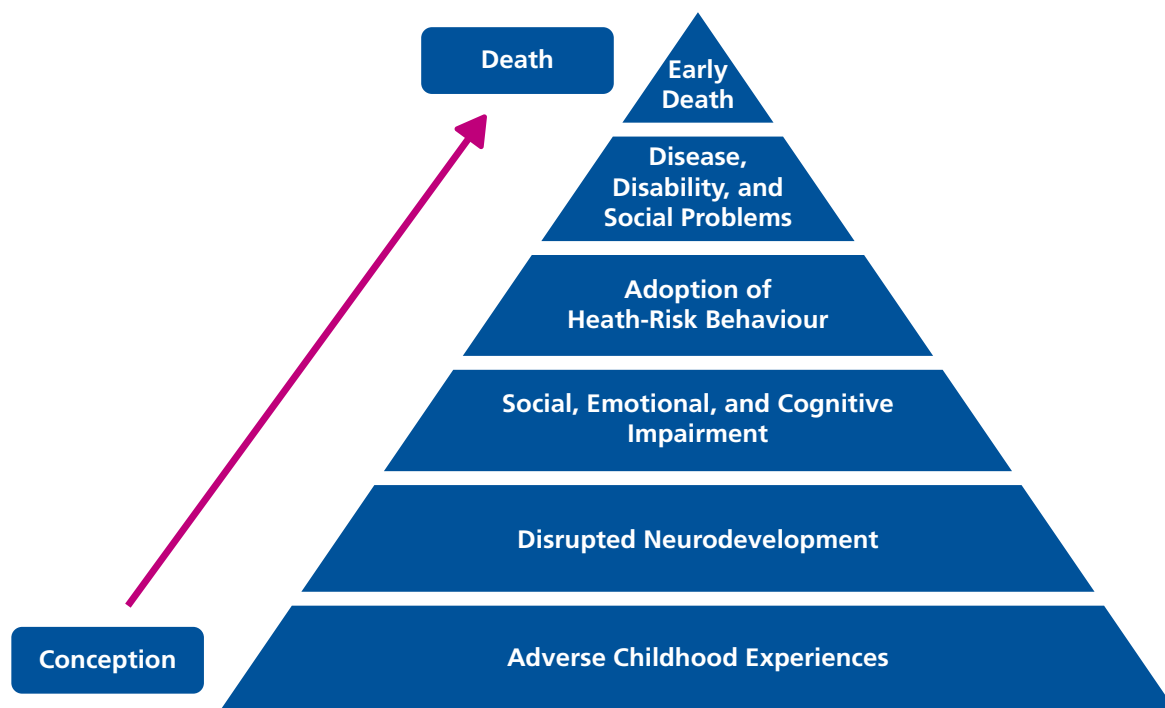 Death
Early
Death
Disease,
Disability, and
Social Problems
Adoption of
Heath-Risk Behaviour
Social, Emotional, and Cognitive
Impairment
Disrupted Neurodevelopment
Conception
Adverse Childhood Experiences